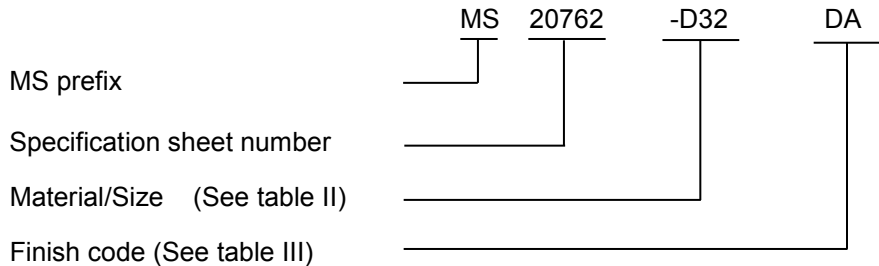 MS 20762 -D32 DA
MS prefix
Specification sheet number
Material/Size (See table II)
Finish code (See table III)